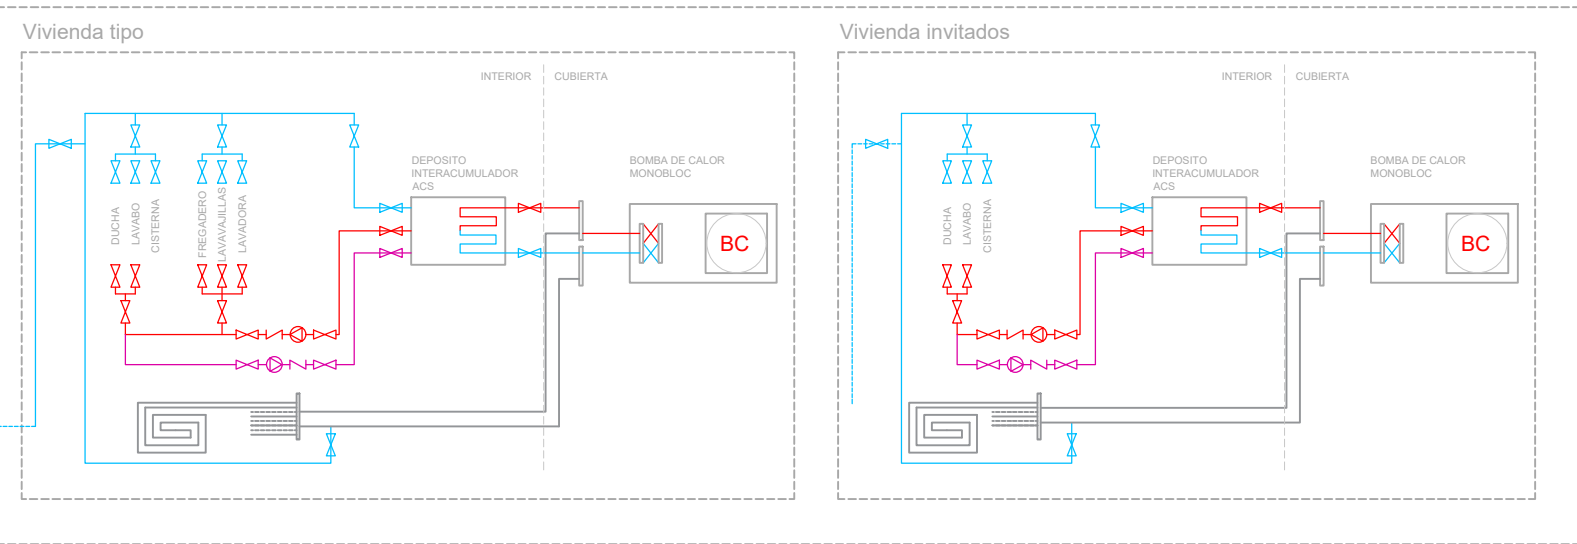 Vivienda tipo
INTERIOR
CUBIERTA
DEPOSITO
INTERACUMULADOR
ACS
BOMBA DE CALOR
MONOBLOC
DUCHA
LAVABO
CISTERNA
FREGADERO
LAVAVAJILLAS
LAVADORA
BC
Vivienda invitados
INTERIOR
CUBIERTA
DEPOSITO
INTERACUMULADOR
ACS
BOMBA DE CALOR
MONOBLOC
DUCHA
LAVABO
CISTERNA
BC